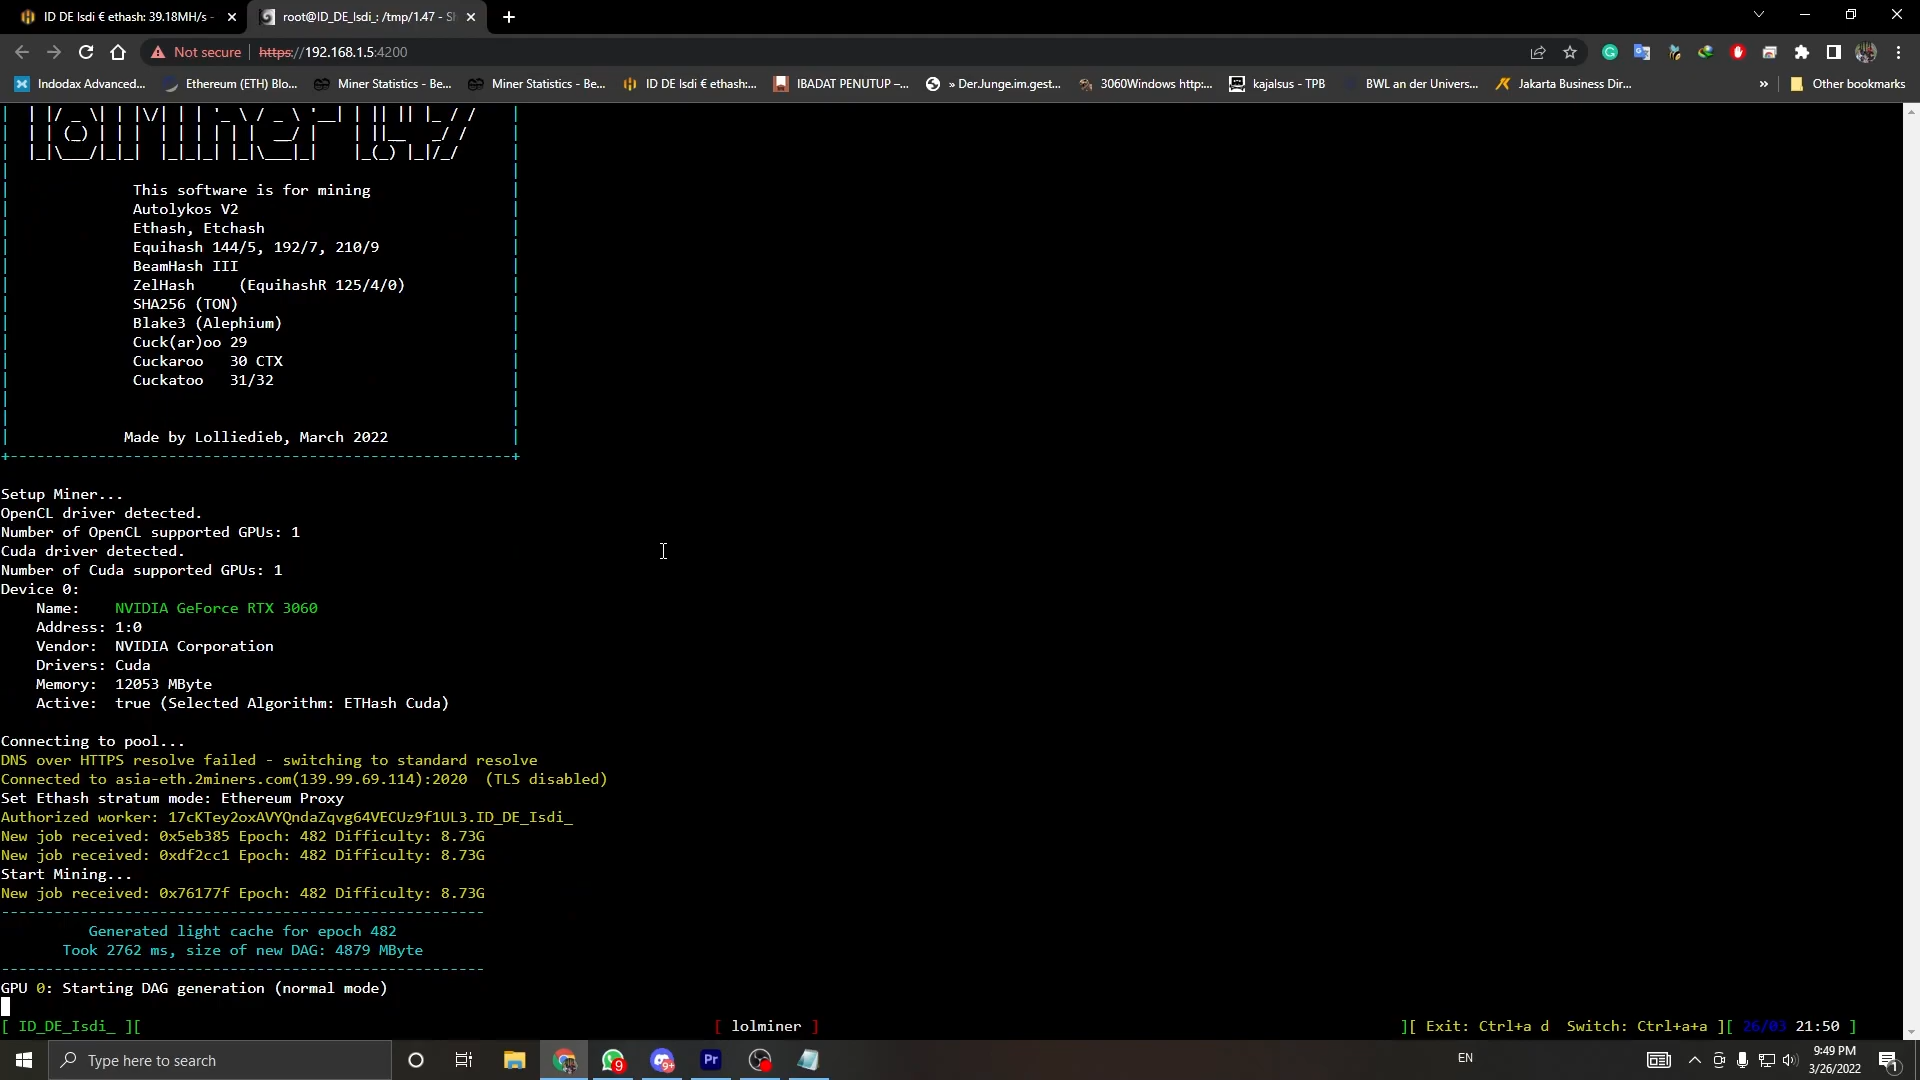 ID DE Isdi € ethash: 39.18MH/s -
root@ID_DE_Isdi_: /tmp/1.47 - Sh
Not secure
https://192.168.1.5:4200
Indodax Advanced...
Ethereum (ETH) Blo...
Miner Statistics - Be...
Miner Statistics - Be...
ID DE Isdi € ethash:...
IBADAT PENUTUP –...
» DerJunge.im.gest...
3060Windows http:...
kajalsus - TPB
BWL an der Univers...
Jakarta Business Dir...
»
Other bookmarks
lolMiner 1.47
This software is for mining
Autolykos V2
Ethash, Etchash
Equihash 144/5, 192/7, 210/9
BeamHash III
ZelHash (EquihashR 125/4/0)
SHA256 (TON)
Blake3 (Alephium)
Cuck(ar)oo 29
Cuckaroo 30 CTX
Cuckatoo 31/32
Made by Lolliedieb, March 2022
Setup Miner...
OpenCL driver detected.
Number of OpenCL supported GPUs: 1
Cuda driver detected.
Number of Cuda supported GPUs: 1
Device 0:
Name: NVIDIA GeForce RTX 3060
Address: 1:0
Vendor: NVIDIA Corporation
Drivers: Cuda
Memory: 12053 MByte
Active: true (Selected Algorithm: ETHash Cuda)
Connecting to pool...
DNS over HTTPS resolve failed - switching to standard resolve
Connected to asia-eth.2miners.com(139.99.69.114):2020 (TLS disabled)
Set Ethash stratum mode: Ethereum Proxy
Authorized worker: 17cKTey2oxAVYQndaZqvg64VECUz9f1UL3.ID_DE_Isdi_
New job received: 0x5eb385 Epoch: 482 Difficulty: 8.73G
New job received: 0xdf2cc1 Epoch: 482 Difficulty: 8.73G
Start Mining...
New job received: 0x76177f Epoch: 482 Difficulty: 8.73G
-------------------------------------------------------
Generated light cache for epoch 482
Took 2762 ms, size of new DAG: 4879 MByte
-------------------------------------------------------
GPU 0: Starting DAG generation (normal mode)
[ ID_DE_Isdi_ ][ [ lolminer ] ][ Exit: Ctrl+a d Switch: Ctrl+a+a ][ 26/03 21:50 ]
Type here to search
9
9+
Pr
EN
9:49 PM
3/26/2022
1